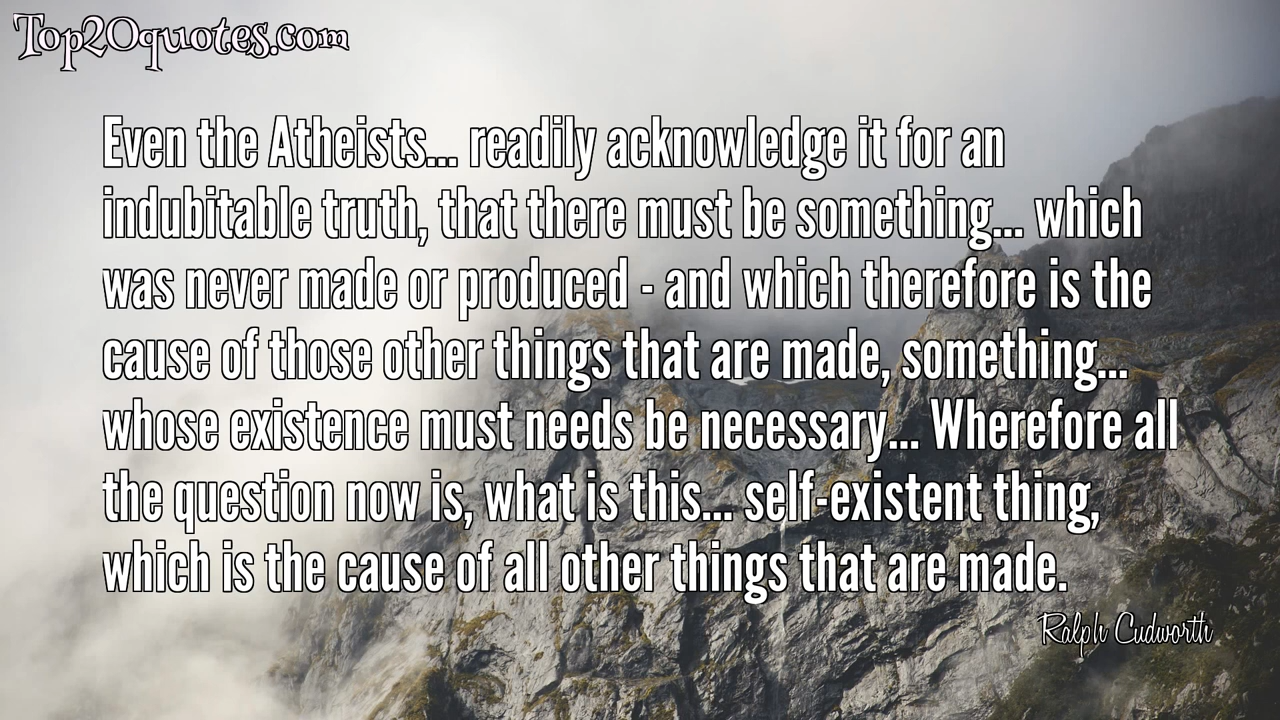 Top20quotes.com
Even the Atheists... readily acknowledge it for an
indubitable truth, that there must be something... which
was never made or produced - and which therefore is the
cause of those other things that are made, something...
whose existence must needs be necessary... Wherefore all
the question now is, what is this... self-existent thing,
which is the cause of all other things that are made.
Ralph Cudworth